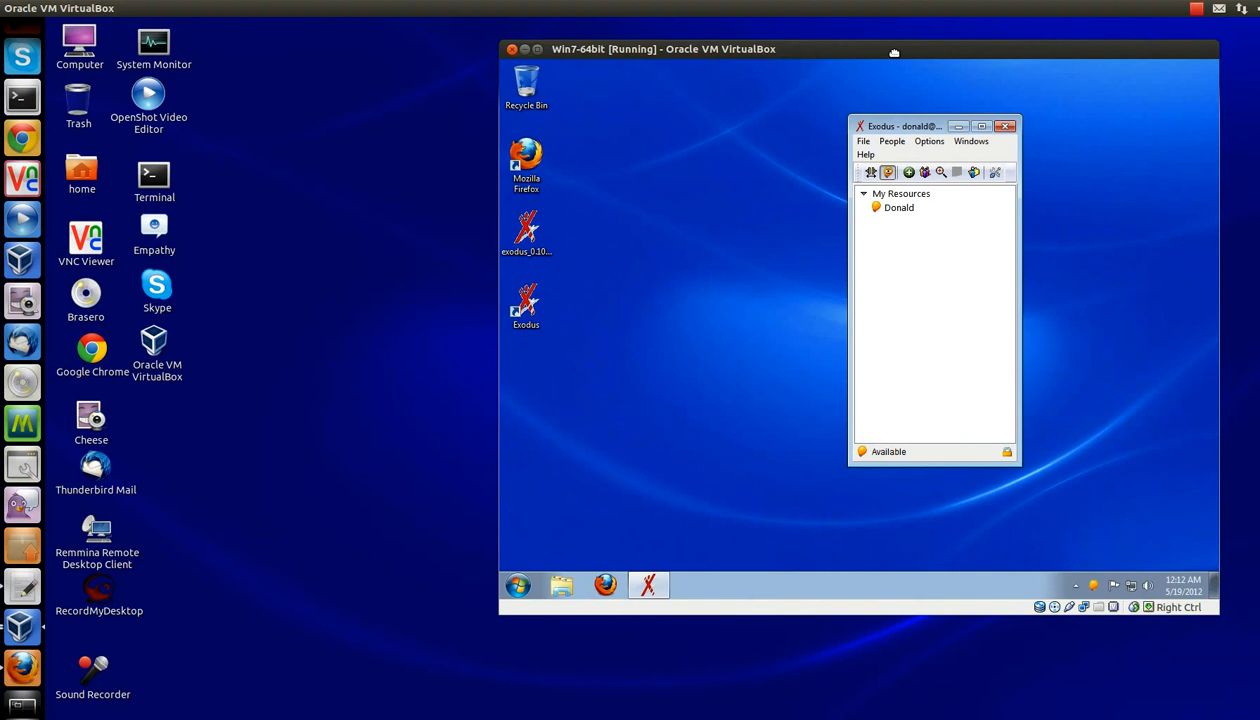 Oracle VM VirtualBox
Computer
System Monitor
Trash
OpenShot Video
Editor
home
Terminal
VNC Viewer
Empathy
Brasero
Skype
Google Chrome
Oracle VM
VirtualBox
Cheese
Thunderbird Mail
Remmina Remote
Desktop Client
RecordMyDesktop
Sound Recorder
Win7-64bit [Running] - Oracle VM VirtualBox
Recycle Bin
Mozilla
Firefox
exodus_0.10...
Exodus
Exodus - donald@...
File People Options Windows
Help
My Resources
Donald
Available
12:12 AM
5/19/2012
Right Ctrl